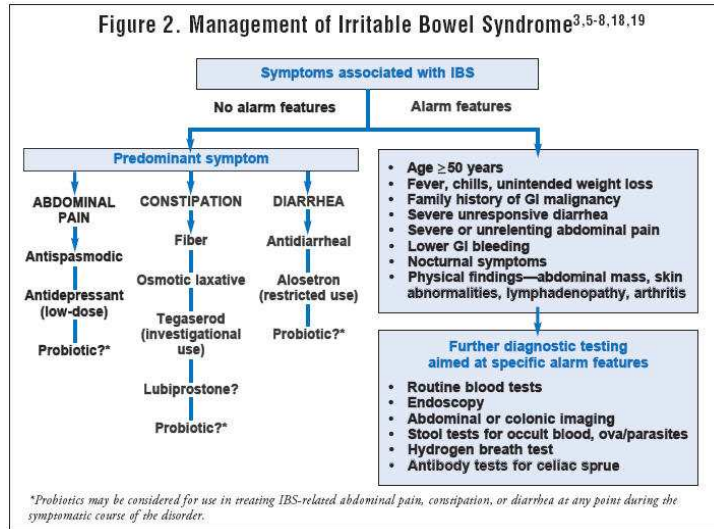 Figure 2. Management of Irritable Bowel Syndrome3,5-8,18,19
Symptoms associated with IBS
No alarm features
Alarm features
Predominant symptom
ABDOMINAL
PAIN
Antispasmodic
Antidepressant
(low-dose)
Probiotic?*
CONSTIPATION
Fiber
Osmotic laxative
Tegaserod
(investigational
use)
Lubiprostone?
Probiotic?*
DIARRHEA
Antidiarrheal
Alosetron
(restricted use)
Probiotic?*
• Age ≥50 years
• Fever, chills, unintended weight loss
• Family history of GI malignancy
• Severe unresponsive diarrhea
• Severe or unrelenting abdominal pain
• Lower GI bleeding
• Nocturnal symptoms
• Physical findings—abdominal mass, skin
abnormalities, lymphadenopathy, arthritis
Further diagnostic testing
aimed at specific alarm features
• Routine blood tests
• Endoscopy
• Abdominal or colonic imaging
• Stool tests for occult blood, ova/parasites
• Hydrogen breath test
• Antibody tests for celiac sprue
*Probiotics may be considered for use in treating IBS-related abdominal pain, constipation, or diarrhea at any point during the
symptomatic course of the disorder.